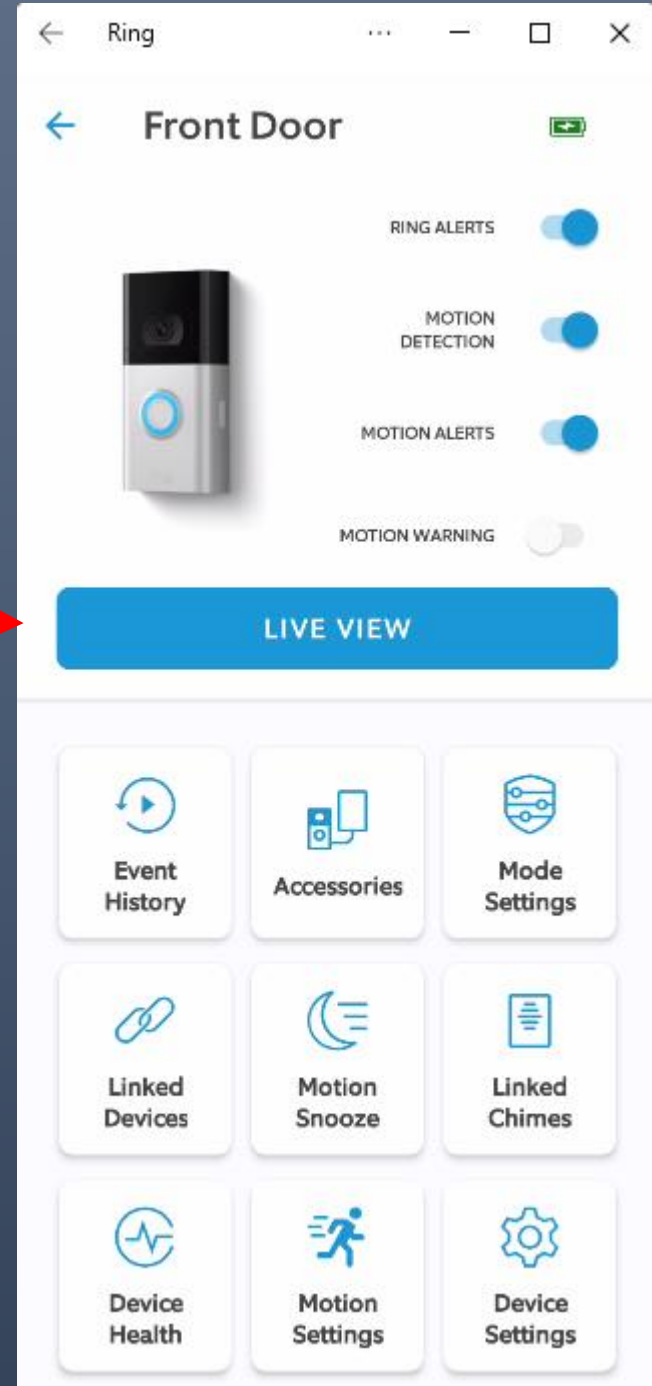 Ring
Front Door
RING ALERTS
MOTION
DETECTION
MOTION ALERTS
MOTION WARNING
LIVE VIEW
Event
History
Accessories
Mode
Settings
Linked
Devices
Motion
Snooze
Linked
Chimes
Device
Health
Motion
Settings
Device
Settings